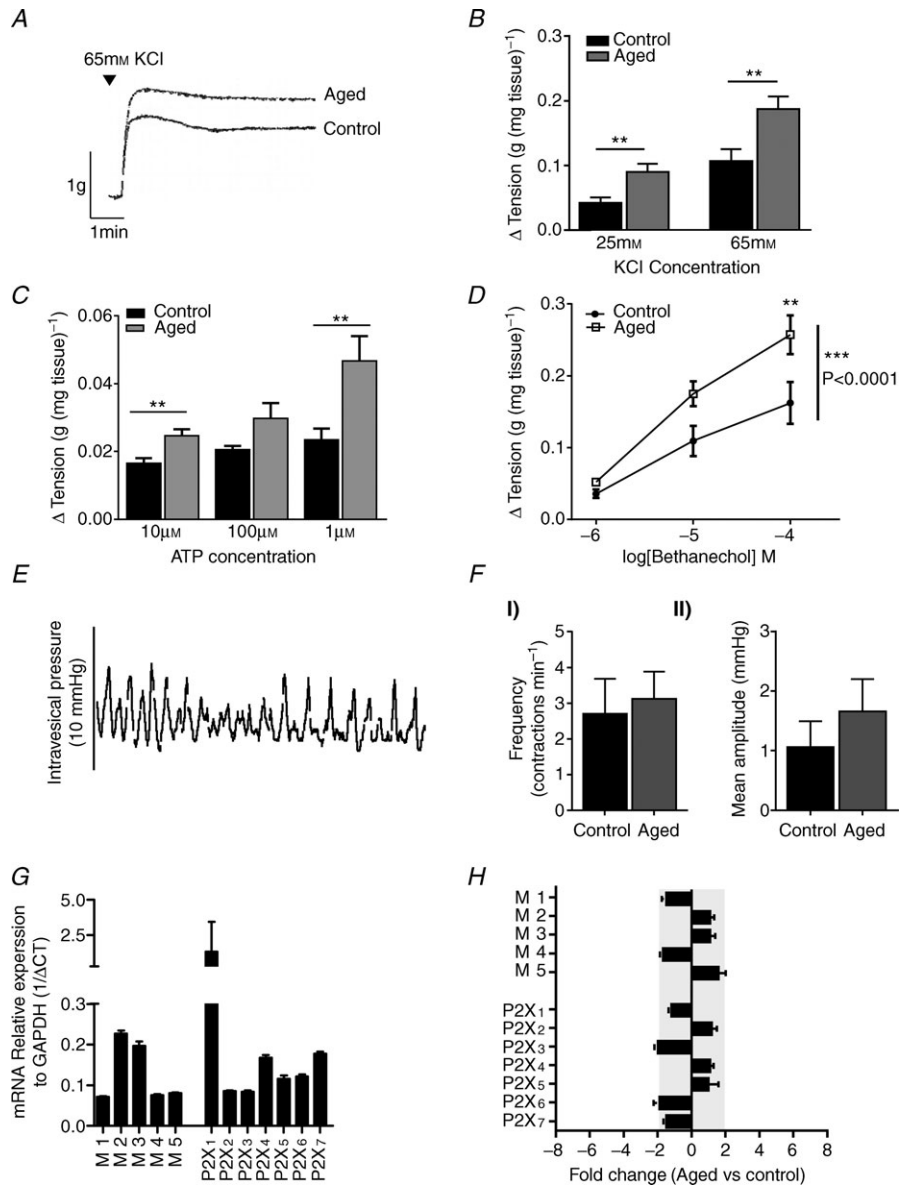 A
65mM KCl
Aged
Control
1g
1min
B
Δ Tension (g (mg tissue)⁻¹)
0.3
0.2
0.1
0.0
Control
Aged
**
**
25mM
65mM
KCl Concentration
C
Δ Tension (g (mg tissue)⁻¹)
0.06
0.04
0.02
0.00
Control
Aged
**
**
10µM
100µM
1µM
ATP concentration
D
Δ Tension (g (mg tissue)⁻¹)
0.3
0.2
0.1
0.0
Control
Aged
**
***
P<0.0001
−6
−5
−4
log[Bethanechol] M
E
Intravesical pressure
(10 mmHg)
F
I)
Frequency
(contractions min⁻¹)
5
4
3
2
1
0
Control Aged
II)
Mean amplitude (mmHg)
3
2
1
0
Control Aged
G
mRNA Relative experssion
to GAPDH (1/ΔCT)
5.0
2.5
0.3
0.2
0.1
0.0
M 1
M 2
M 3
M 4
M 5
P2X1
P2X2
P2X3
P2X4
P2X5
P2X6
P2X7
H
M 1
M 2
M 3
M 4
M 5
P2X1
P2X2
P2X3
P2X4
P2X5
P2X6
P2X7
−8 −6 −4 −2 0 2 4 6 8
Fold change (Aged vs control)